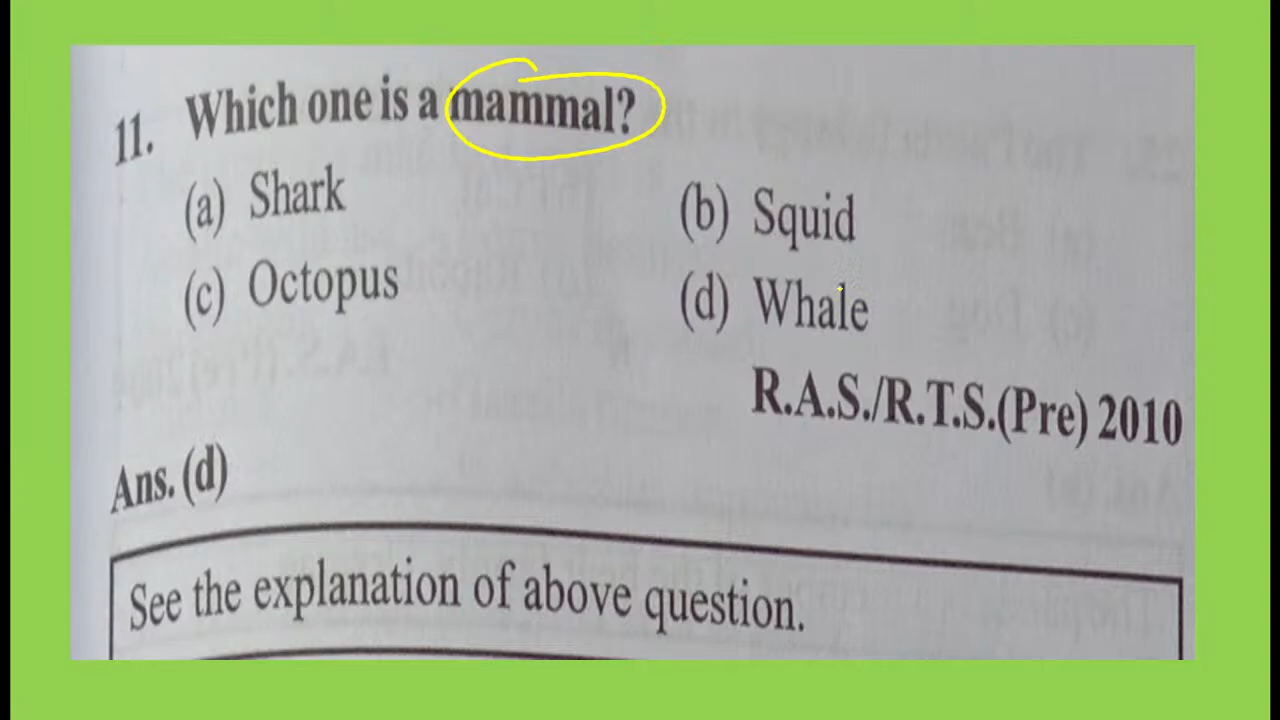 11. Which one is a mammal?
(a) Shark (b) Squid
(c) Octopus (d) Whale
R.A.S./R.T.S.(Pre) 2010
Ans. (d)
See the explanation of above question.